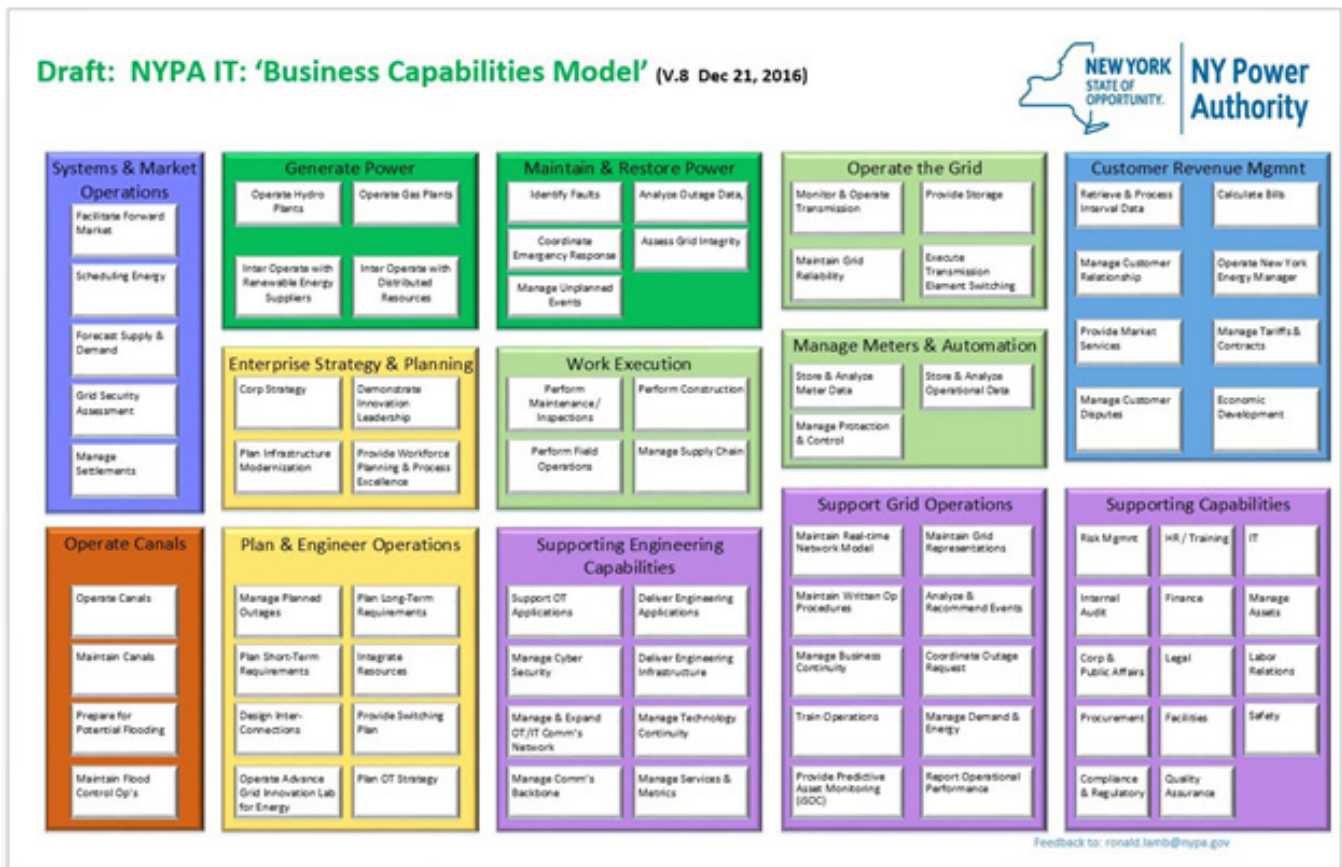 Draft: NYPA IT: ‘Business Capabilities Model’ (V.8 Dec 21, 2016)
NEW YORK
STATE OF
OPPORTUNITY.
NY Power
Authority
Systems & Market
Operations
Facilitate Forward
Market
Scheduling Energy
Forecast Supply &
Demand
Grid Security
Assessment
Manage
Settlements
Generate Power
Operate Hydro
Plants
Operate Gas Plants
Inter Operate with
Renewable Energy
Suppliers
Inter Operate with
Distributed
Resources
Maintain & Restore Power
Identify Faults
Analyze Outage Data,
Coordinate
Emergency Response
Assess Grid Integrity
Manage Unplanned
Events
Operate the Grid
Monitor & Operate
Transmission
Provide Storage
Maintain Grid
Reliability
Execute
Transmission
Element Switching
Customer Revenue Mgmnt
Retrieve & Process
Interval Data
Calculate Bills
Manage Customer
Relationship
Operate New York
Energy Manager
Provide Market
Services
Manage Tariffs &
Contracts
Manage Customer
Disputes
Economic
Development
Enterprise Strategy & Planning
Corp Strategy
Demonstrate
Innovation
Leadership
Plan Infrastructure
Modernization
Provide Workforce
Planning & Process
Excellence
Work Execution
Perform
Maintenance /
Inspections
Perform Construction
Perform Field
Operations
Manage Supply Chain
Manage Meters & Automation
Store & Analyze
Meter Data
Store & Analyze
Operational Data
Manage Protection
& Control
Operate Canals
Operate Canals
Maintain Canals
Prepare for
Potential Flooding
Maintain Flood
Control Op's
Plan & Engineer Operations
Manage Planned
Outages
Plan Long-Term
Requirements
Plan Short-Term
Requirements
Integrate
Resources
Design Inter-
Connections
Provide Switching
Plan
Operate Advance
Grid Innovation Lab
for Energy
Plan OT Strategy
Supporting Engineering
Capabilities
Support OT
Applications
Deliver Engineering
Applications
Manage Cyber
Security
Deliver Engineering
Infrastructure
Manage & Expand
OT/IT Comm's
Network
Manage Technology
Continuity
Manage Comm's
Backbone
Manage Services &
Metrics
Support Grid Operations
Maintain Real-time
Network Model
Maintain Grid
Representations
Maintain Written Op
Procedures
Analyze &
Recommend Events
Manage Business
Continuity
Coordinate Outage
Request
Train Operations
Manage Demand &
Energy
Provide Predictive
Asset Monitoring
(iSOC)
Report Operational
Performance
Supporting Capabilities
Risk Mgmnt
HR / Training
IT
Internal
Audit
Finance
Manage
Assets
Corp &
Public Affairs
Legal
Labor
Relations
Procurement
Facilities
Safety
Compliance
& Regulatory
Quality
Assurance
Feedback to: ronald.lamb@nypa.gov